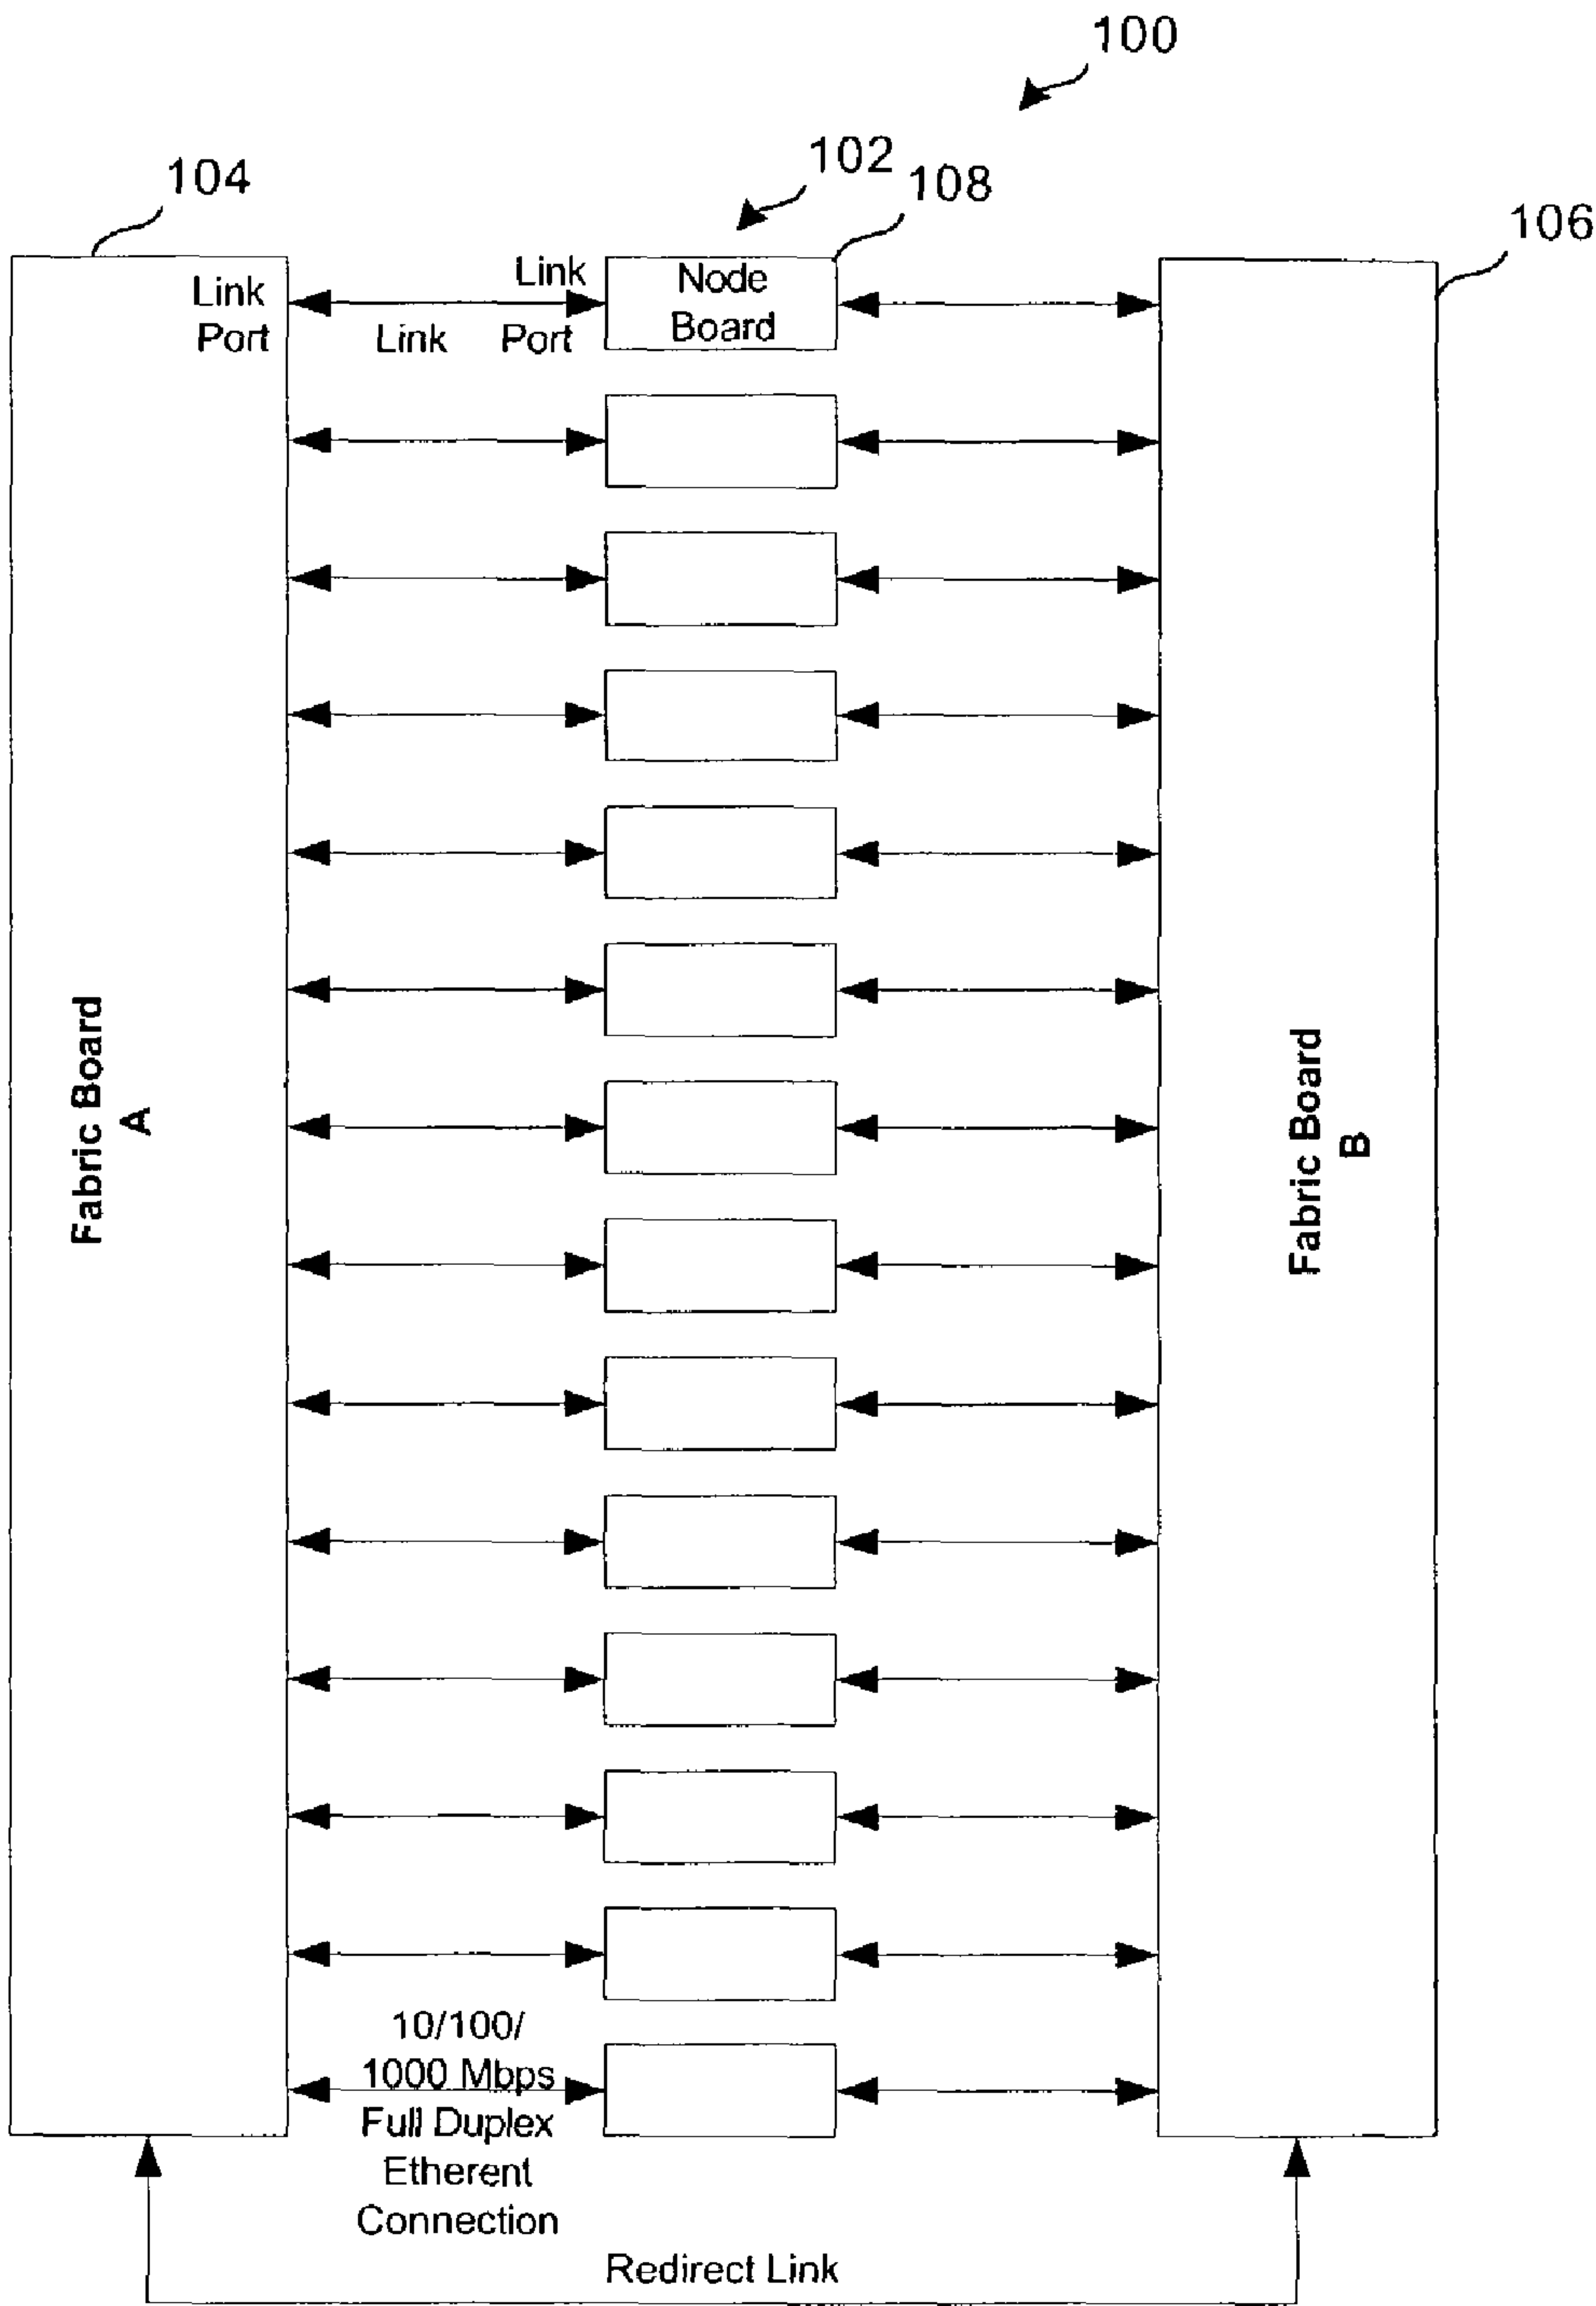 100
102
104
108
106
Link
Port
Link
Link
Port
Node
Board
Fabric Board
A
Fabric Board
B
10/100/
1000 Mbps
Full Duplex
Etherent
Connection
Redirect Link